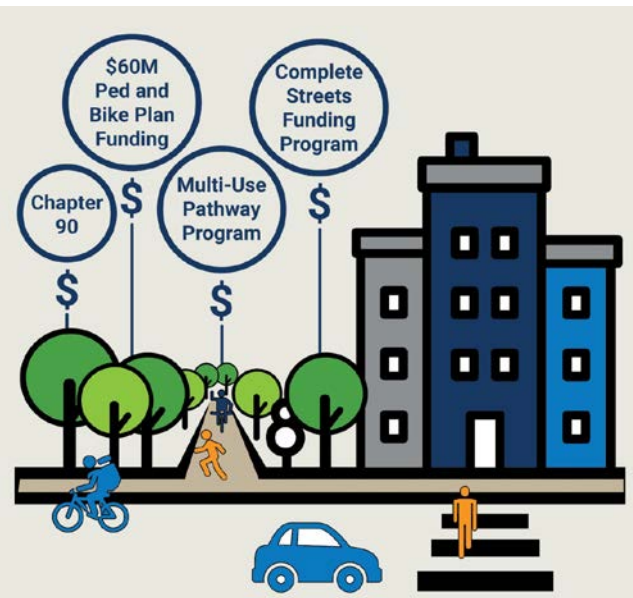 $60M
Ped and
Bike Plan
Funding
$
Complete
Streets
Funding
Program
$
Chapter
90
$
Multi-Use
Pathway
Program
$